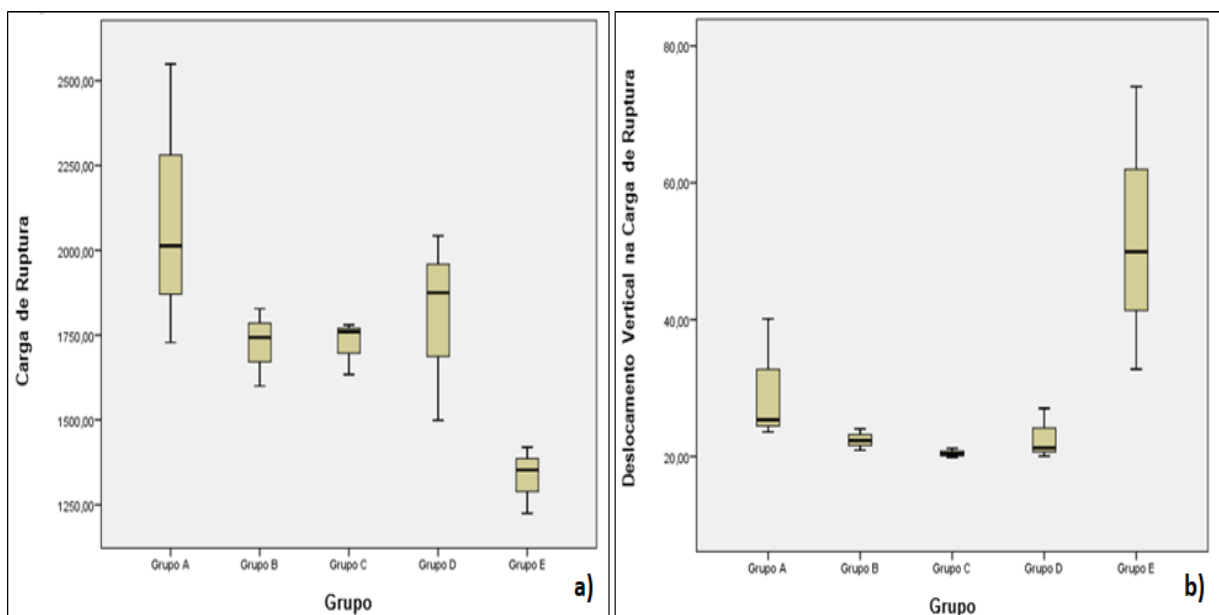 Carga de Ruptura
2500,00
2250,00
2000,00
1750,00
1500,00
1250,00
Grupo A Grupo B Grupo C Grupo D Grupo E
Grupo
a)
Deslocamento Vertical na Carga de Ruptura
80,00
60,00
40,00
20,00
Grupo A Grupo B Grupo C Grupo D Grupo E
Grupo
b)